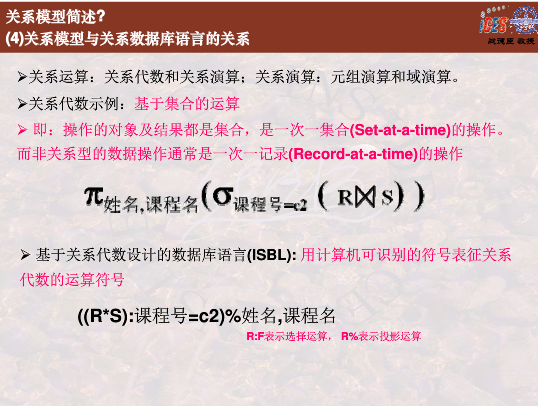 关系模型简述?
(4)关系模型与关系数据库语言的关系
ICES
战德臣 教授
➢关系运算：关系代数和关系演算；关系演算：元组演算和域演算。
➢关系代数示例：基于集合的运算
➢ 即：操作的对象及结果都是集合，是一次一集合(Set-at-a-time)的操作。
而非关系型的数据操作通常是一次一记录(Record-at-a-time)的操作
π姓名,课程名(σ课程号=c2 ( R⋈S) )
➢ 基于关系代数设计的数据库语言(ISBL): 用计算机可识别的符号表征关系
代数的运算符号
((R*S):课程号=c2)%姓名,课程名
R:F表示选择运算， R%表示投影运算